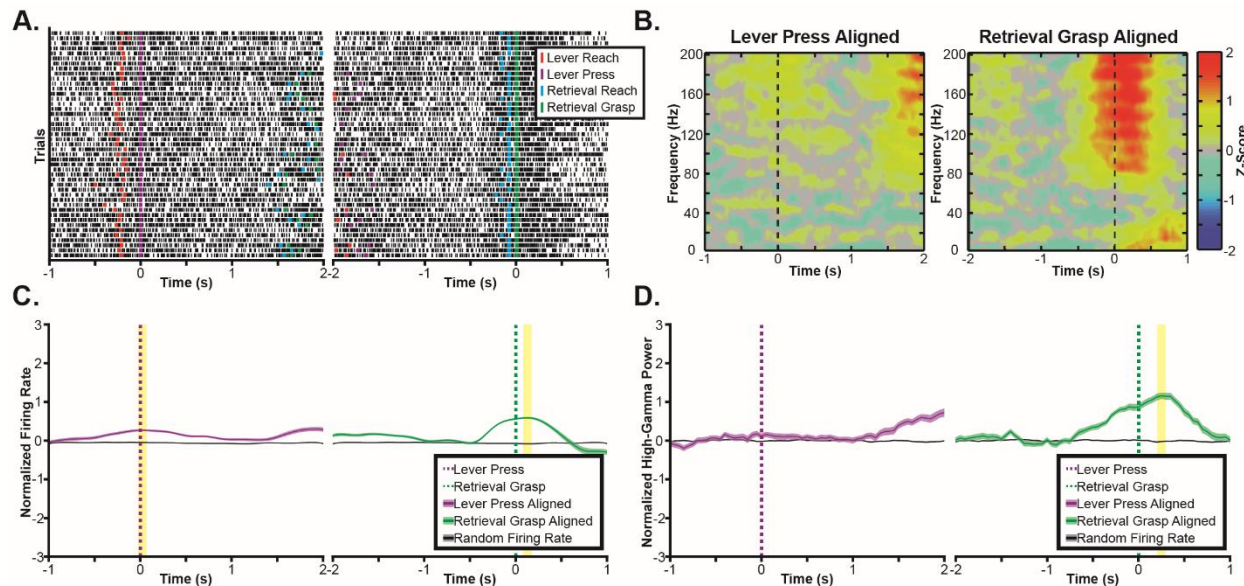 A.
Trials
Lever Reach
Lever Press
Retrieval Reach
Retrieval Grasp
-1 0 1 2 -2 -1 0 1
Time (s) Time (s)
B.
Lever Press Aligned Retrieval Grasp Aligned
Frequency (Hz)
200
160
120
80
40
0
-1 0 1 2
Time (s)
Frequency (Hz)
200
160
120
80
40
0
-2 -1 0 1
Time (s)
2
1
0
-1
-2
Z-Score
C.
Normalized Firing Rate
3
2
1
0
-1
-2
-3
Lever Press
Retrieval Grasp
Lever Press Aligned
Retrieval Grasp Aligned
Random Firing Rate
-1 0 1 2 -2 -1 0 1
Time (s) Time (s)
D.
Normalized High-Gamma Power
3
2
1
0
-1
-2
-3
Lever Press
Retrieval Grasp
Lever Press Aligned
Retrieval Grasp Aligned
Random Firing Rate
-1 0 1 2 -2 -1 0 1
Time (s) Time (s)